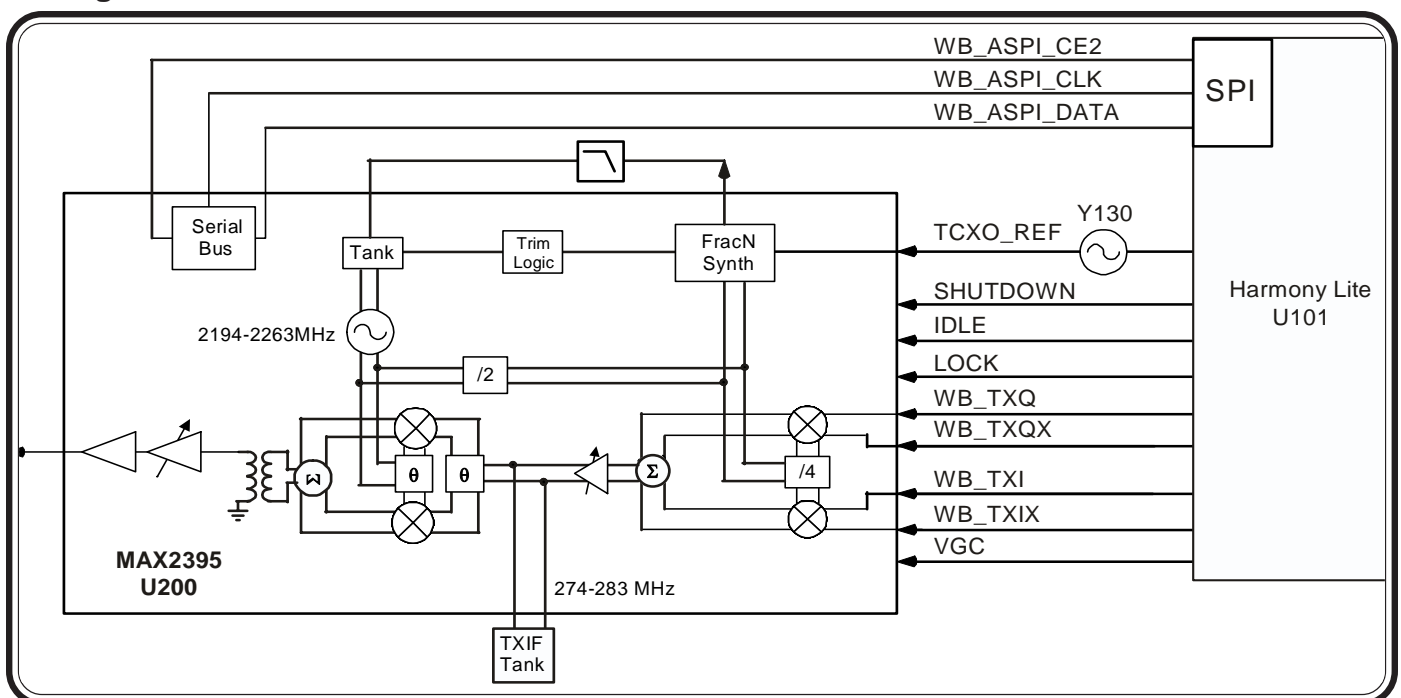 WB_ASPI_CE2
WB_ASPI_CLK
WB_ASPI_DATA
SPI
Serial
Bus
Tank
Trim
Logic
FracN
Synth
TCXO_REF
Y130
SHUTDOWN
IDLE
LOCK
WB_TXQ
WB_TXQX
WB_TXI
WB_TXIX
VGC
Harmony Lite
U101
2194-2263MHz
/2
Σ
θ
θ
Σ
/4
MAX2395
U200
274-283 MHz
TXIF
Tank